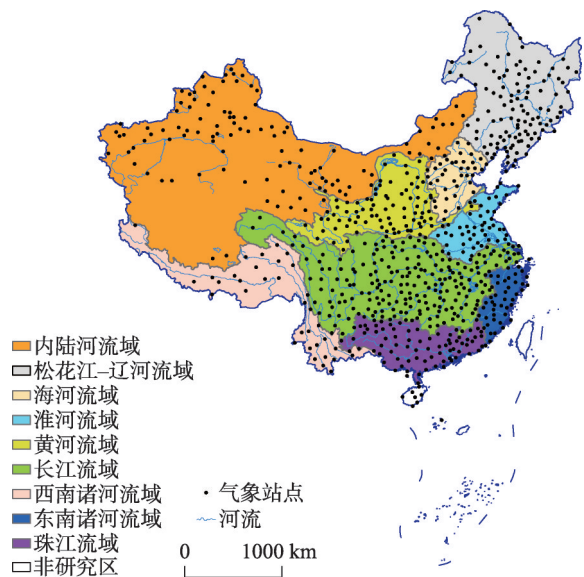 内陆河流域
松花江–辽河流域
海河流域
淮河流域
黄河流域
长江流域
西南诸河流域
东南诸河流域
珠江流域
非研究区
气象站点
河流
0 1000 km